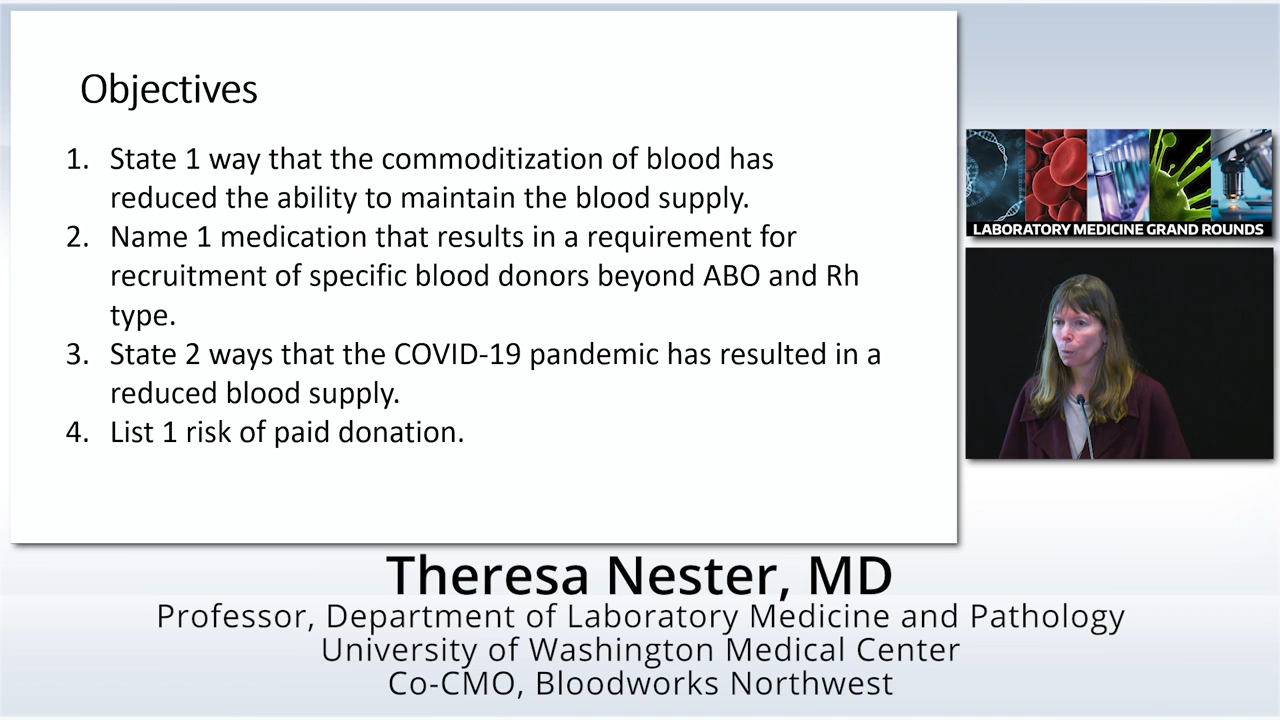 Objectives
1. State 1 way that the commoditization of blood has
reduced the ability to maintain the blood supply.
2. Name 1 medication that results in a requirement for
recruitment of specific blood donors beyond ABO and Rh
type.
3. State 2 ways that the COVID-19 pandemic has resulted in a
reduced blood supply.
4. List 1 risk of paid donation.
LABORATORY MEDICINE GRAND ROUNDS
Theresa Nester, MD
Professor, Department of Laboratory Medicine and Pathology
University of Washington Medical Center
Co-CMO, Bloodworks Northwest